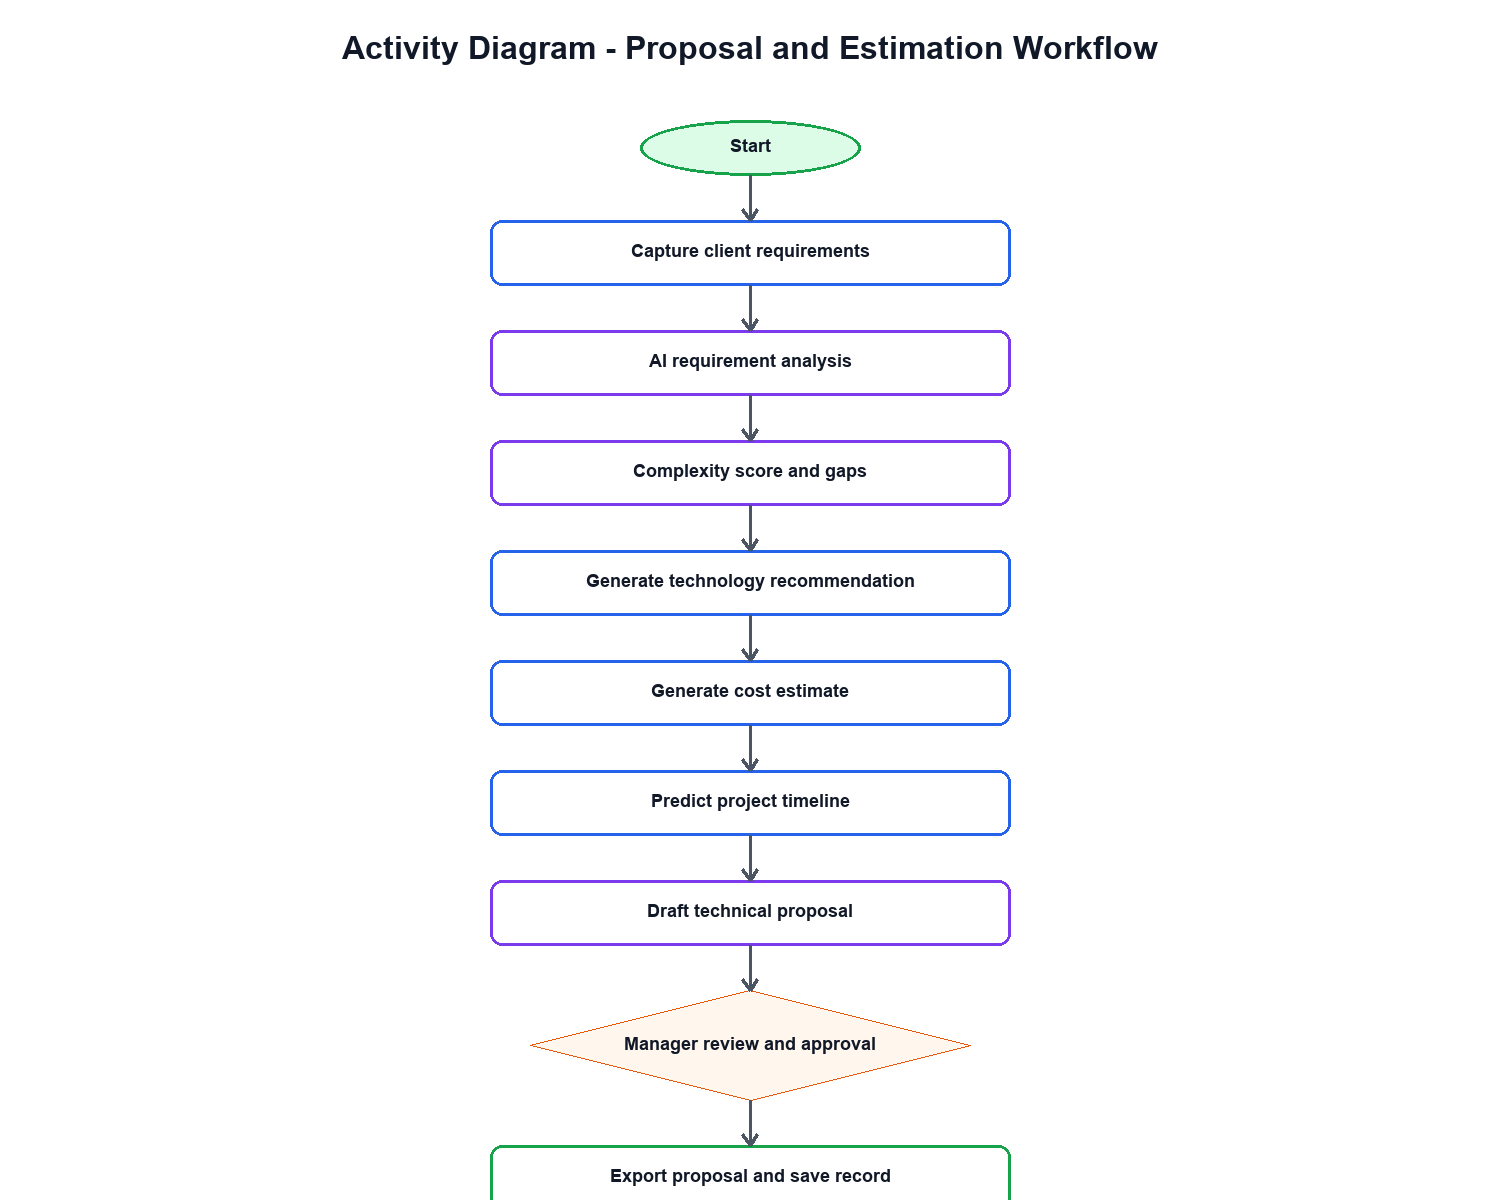 Activity Diagram - Proposal and Estimation Workflow
Start
Capture client requirements
AI requirement analysis
Complexity score and gaps
Generate technology recommendation
Generate cost estimate
Predict project timeline
Draft technical proposal
Manager review and approval
Export proposal and save record